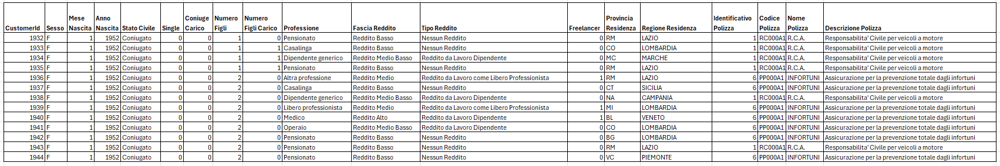 CustomerId Sesso Mese Nascita Anno Nascita Stato Civile Single Coniuge Carico Numero Figli Numero Figli Carico Professione Fascia Reddito Tipo Reddito Freelancer Provincia Residenza Regione Residenza Identificativo Polizza Codice Polizza Nome Polizza Descrizione Polizza
1932 F 1 1952 Coniugato 0 0 1 0 Pensionato Reddito Basso Nessun Reddito 0 RM LAZIO 1 RC000A1 R.C.A. Responsabilita' Civile per veicoli a motore
1933 F 1 1952 Coniugato 0 0 1 1 Casalinga Reddito Basso Nessun Reddito 0 CO LOMBARDIA 1 RC000A1 R.C.A. Responsabilita' Civile per veicoli a motore
1934 F 1 1952 Coniugato 0 0 1 1 Dipendente generico Reddito Medio Basso Reddito da Lavoro Dipendente 0 MC MARCHE 1 RC000A1 R.C.A. Responsabilita' Civile per veicoli a motore
1935 F 1 1952 Coniugato 0 0 1 1 Pensionato Reddito Basso Nessun Reddito 0 RM LAZIO 1 RC000A1 R.C.A. Responsabilita' Civile per veicoli a motore
1936 F 1 1952 Coniugato 0 0 2 0 Altra professione Reddito Medio Reddito da Lavoro come Libero Professionista 1 RM LAZIO 6 PP000A1 INFORTUNI Assicurazione per la prevenzione totale dagli infortuni
1937 F 1 1952 Coniugato 0 0 2 0 Casalinga Reddito Basso Nessun Reddito 0 CT SICILIA 6 PP000A1 INFORTUNI Assicurazione per la prevenzione totale dagli infortuni
1938 F 1 1952 Coniugato 0 0 2 0 Dipendente generico Reddito Medio Basso Reddito da Lavoro Dipendente 0 NA CAMPANIA 1 RC000A1 R.C.A. Responsabilita' Civile per veicoli a motore
1939 F 1 1952 Coniugato 0 0 2 0 Libero professionista Reddito Medio Reddito da Lavoro come Libero Professionista 1 MI LOMBARDIA 6 PP000A1 INFORTUNI Assicurazione per la prevenzione totale dagli infortuni
1940 F 1 1952 Coniugato 0 0 2 0 Medico Reddito Alto Reddito da Lavoro Dipendente 1 BL VENETO 6 PP000A1 INFORTUNI Assicurazione per la prevenzione totale dagli infortuni
1941 F 1 1952 Coniugato 0 0 2 0 Operaio Reddito Medio Basso Reddito da Lavoro Dipendente 0 CO LOMBARDIA 6 PP000A1 INFORTUNI Assicurazione per la prevenzione totale dagli infortuni
1942 F 1 1952 Coniugato 0 0 2 0 Pensionato Reddito Basso Nessun Reddito 0 BG LOMBARDIA 6 PP000A1 INFORTUNI Assicurazione per la prevenzione totale dagli infortuni
1943 F 1 1952 Coniugato 0 0 2 0 Pensionato Reddito Basso Nessun Reddito 0 RM LAZIO 1 RC000A1 R.C.A. Responsabilita' Civile per veicoli a motore
1944 F 1 1952 Coniugato 0 0 2 0 Pensionato Reddito Basso Nessun Reddito 0 VC PIEMONTE 6 PP000A1 INFORTUNI Assicurazione per la prevenzione totale dagli infortuni